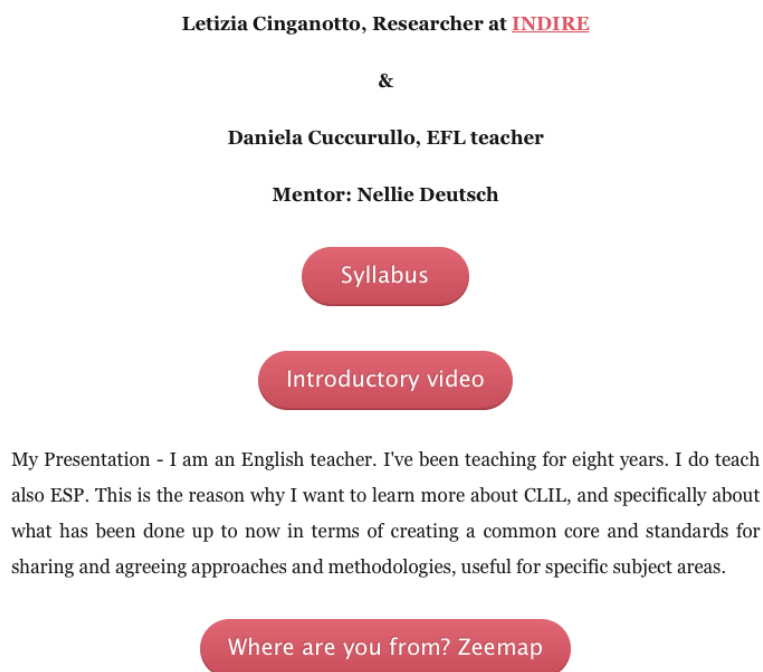 Letizia Cinganotto, Researcher at INDIRE
&
Daniela Cuccurullo, EFL teacher
Mentor: Nellie Deutsch
Syllabus
Introductory video
My Presentation - I am an English teacher. I've been teaching for eight years. I do teach
also ESP. This is the reason why I want to learn more about CLIL, and specifically about
what has been done up to now in terms of creating a common core and standards for
sharing and agreeing approaches and methodologies, useful for specific subject areas.
Where are you from? Zeemap